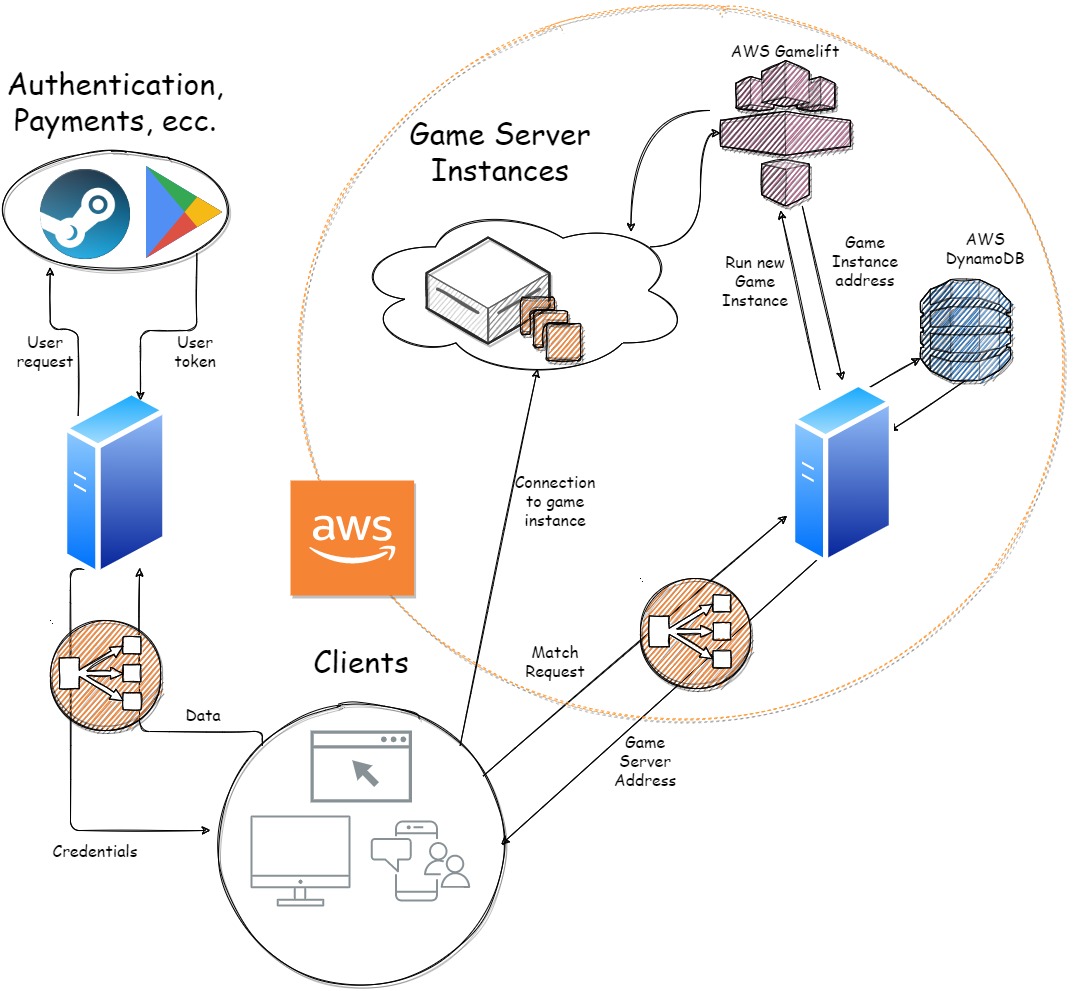 AWS Gamelift
Authentication,
Payments, ecc.
Game Server
Instances
Run new
Game
Instance
Game
Instance
address
AWS
DynamoDB
User
request
User
token
Connection
to game
instance
aws
Match
Request
Clients
Data
Game
Server
Address
Credentials